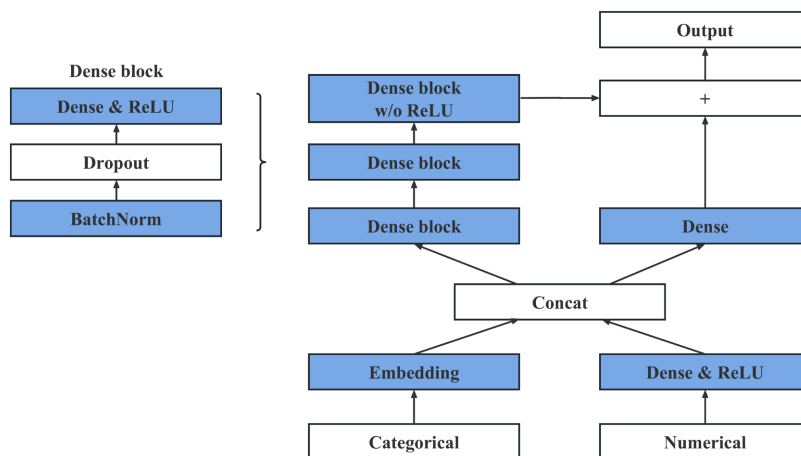 Output
Dense block
Dense & ReLU
Dropout
BatchNorm
Dense block
w/o ReLU
+
Dense block
Dense block
Dense
Concat
Embedding
Dense & ReLU
Categorical
Numerical